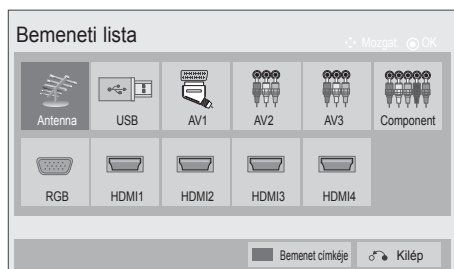 Bemeneti lista
Mozgat OK
Antenna USB AV1 AV2 AV3 Component
RGB HDMI1 HDMI2 HDMI3 HDMI4
Bemenet címkéje Kilép